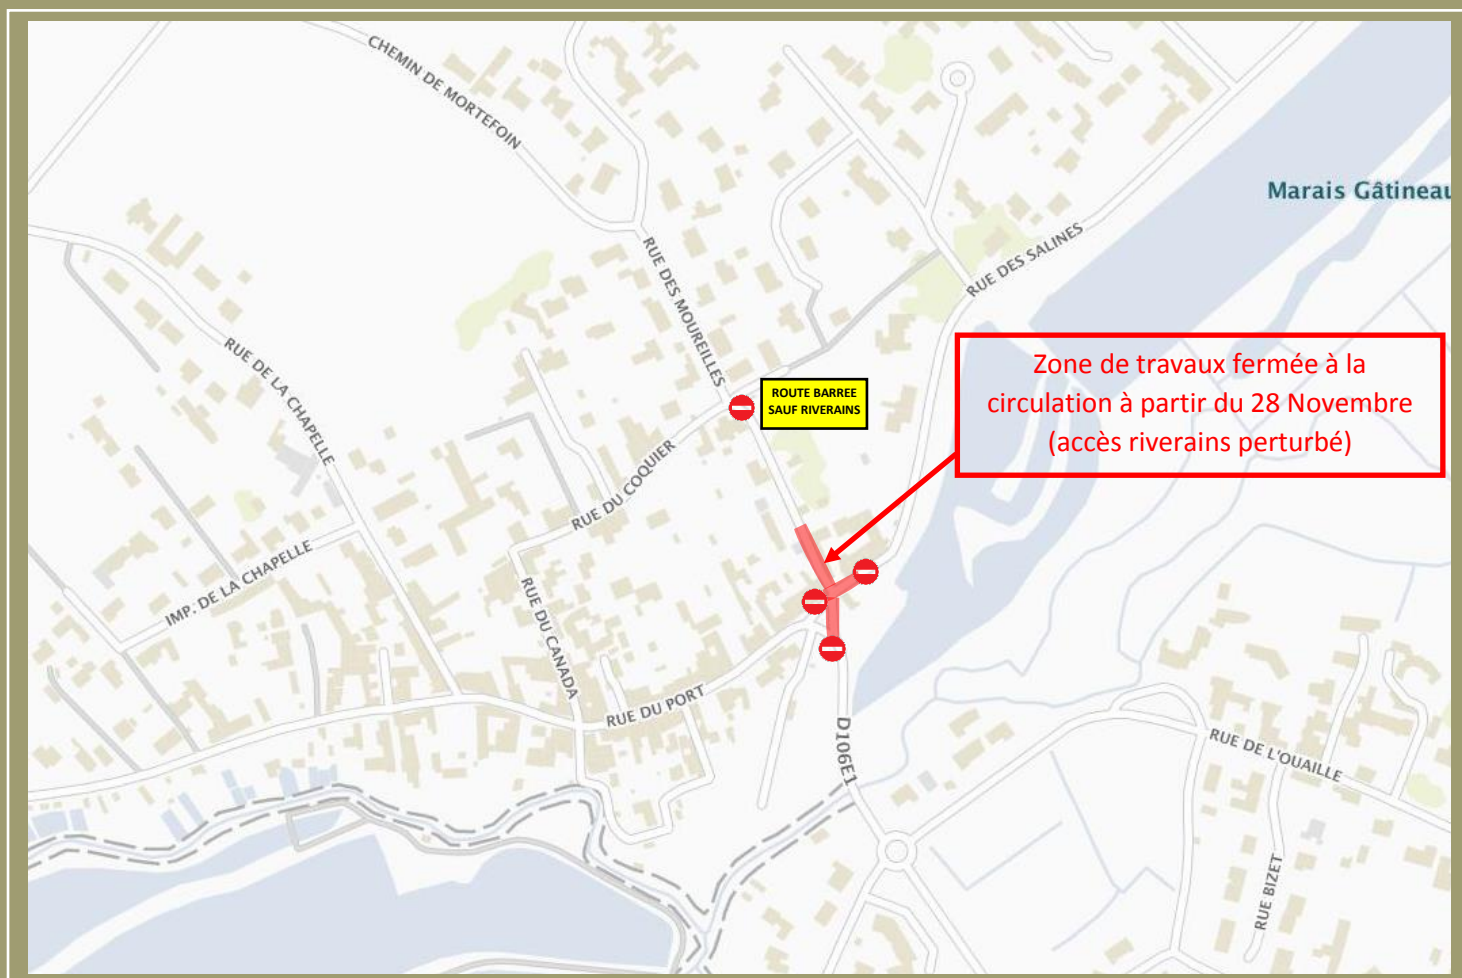 CHEMIN DE MORTEFOIN
Marais Gâtineau
RUE DES SALINES
RUE DES MOUREILLES
RUE DE LA CHAPELLE
ROUTE BARREE
SAUF RIVERAINS
Zone de travaux fermée à la
circulation à partir du 28 Novembre
(accès riverains perturbé)
RUE DU COQUIER
IMP. DE LA CHAPELLE
RUE DU CANADA
RUE DU PORT
D106E1
RUE DE L'OUAILLE
RUE BIZET